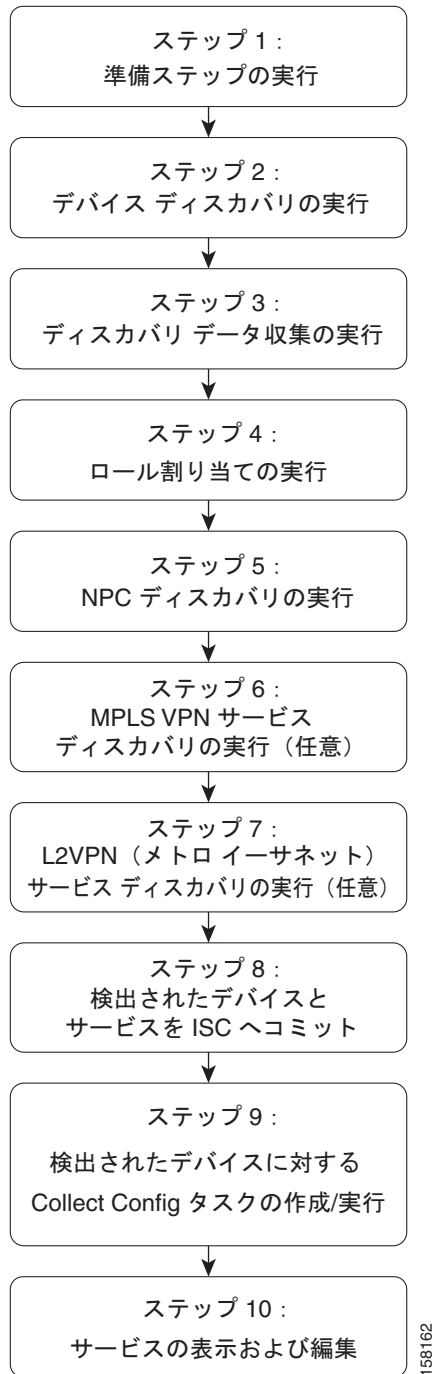 ステップ 1：
準備ステップの実行
ステップ 2：
デバイス ディスカバリの実行
ステップ 3：
ディスカバリ データ収集の実行
ステップ 4：
ロール割り当ての実行
ステップ 5：
NPC ディスカバリの実行
ステップ 6：
MPLS VPN サービス
ディスカバリの実行（任意）
ステップ 7：
L2VPN（メトロ イーサネット）
サービス ディスカバリの実行（任意）
ステップ 8：
検出されたデバイスと
サービスを ISC へコミット
ステップ 9：
検出されたデバイスに対する
Collect Config タスクの作成/実行
ステップ 10：
サービスの表示および編集
158162